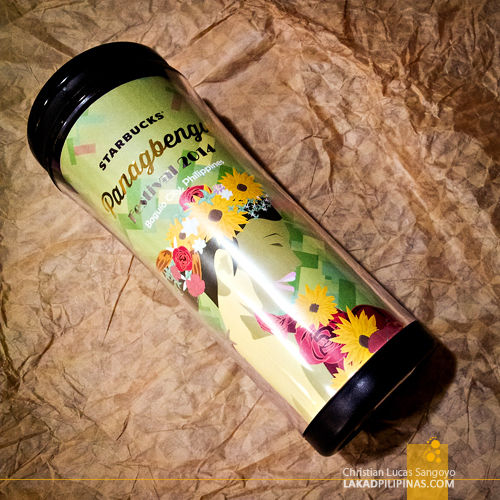 STARBUCKS
Panagbenga
Festival 2014
Baguio City, Philippines
Christian Lucas Sangoyo
LAKADPILIPINAS.COM